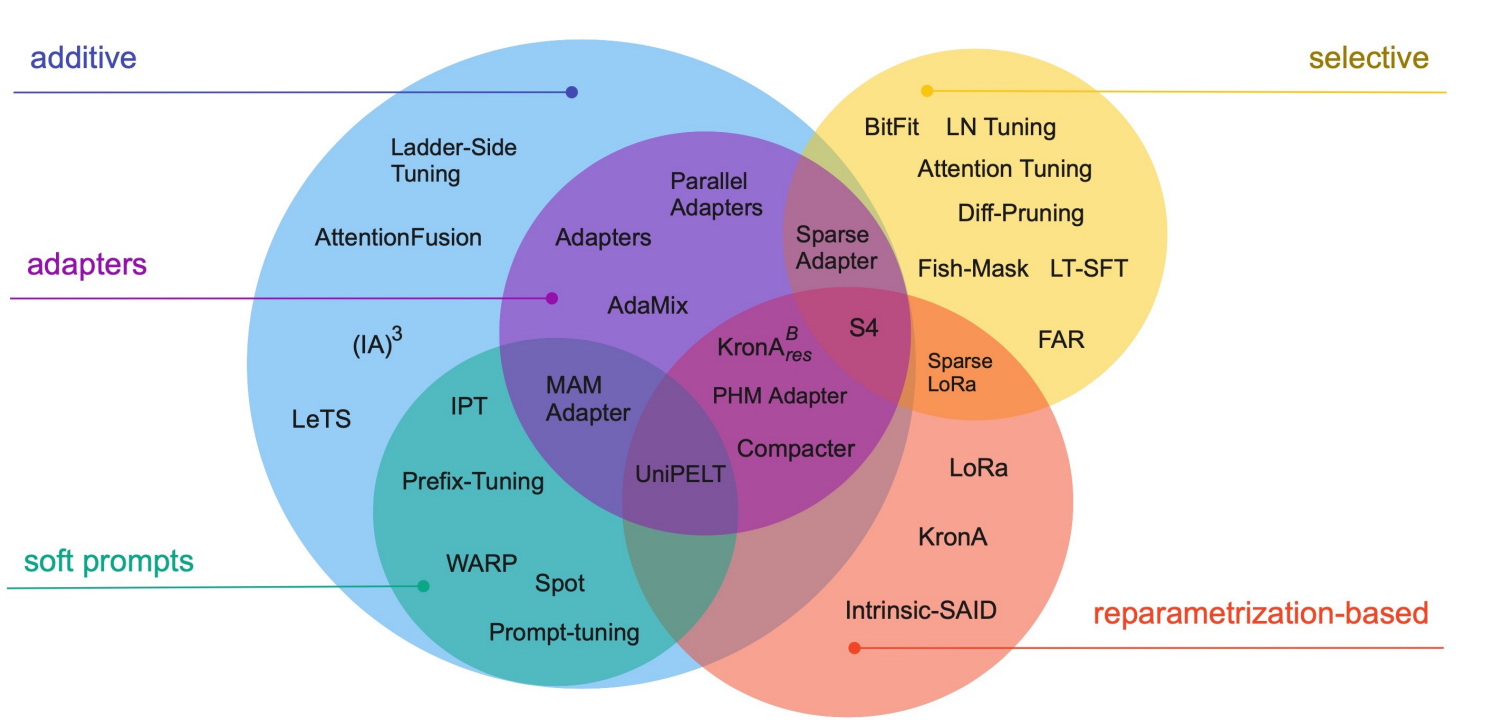 additive
selective
adapters
soft prompts
reparametrization-based
Ladder-Side
Tuning
AttentionFusion
(IA)³
LeTS
Parallel
Adapters
Adapters
AdaMix
Sparse
Adapter
BitFit LN Tuning
Attention Tuning
Diff-Pruning
Fish-Mask LT-SFT
FAR
S4
KronA^B_res
PHM Adapter
Compacter
Sparse
LoRa
MAM
Adapter
UniPELT
IPT
Prefix-Tuning
WARP
Spot
Prompt-tuning
LoRa
KronA
Intrinsic-SAID